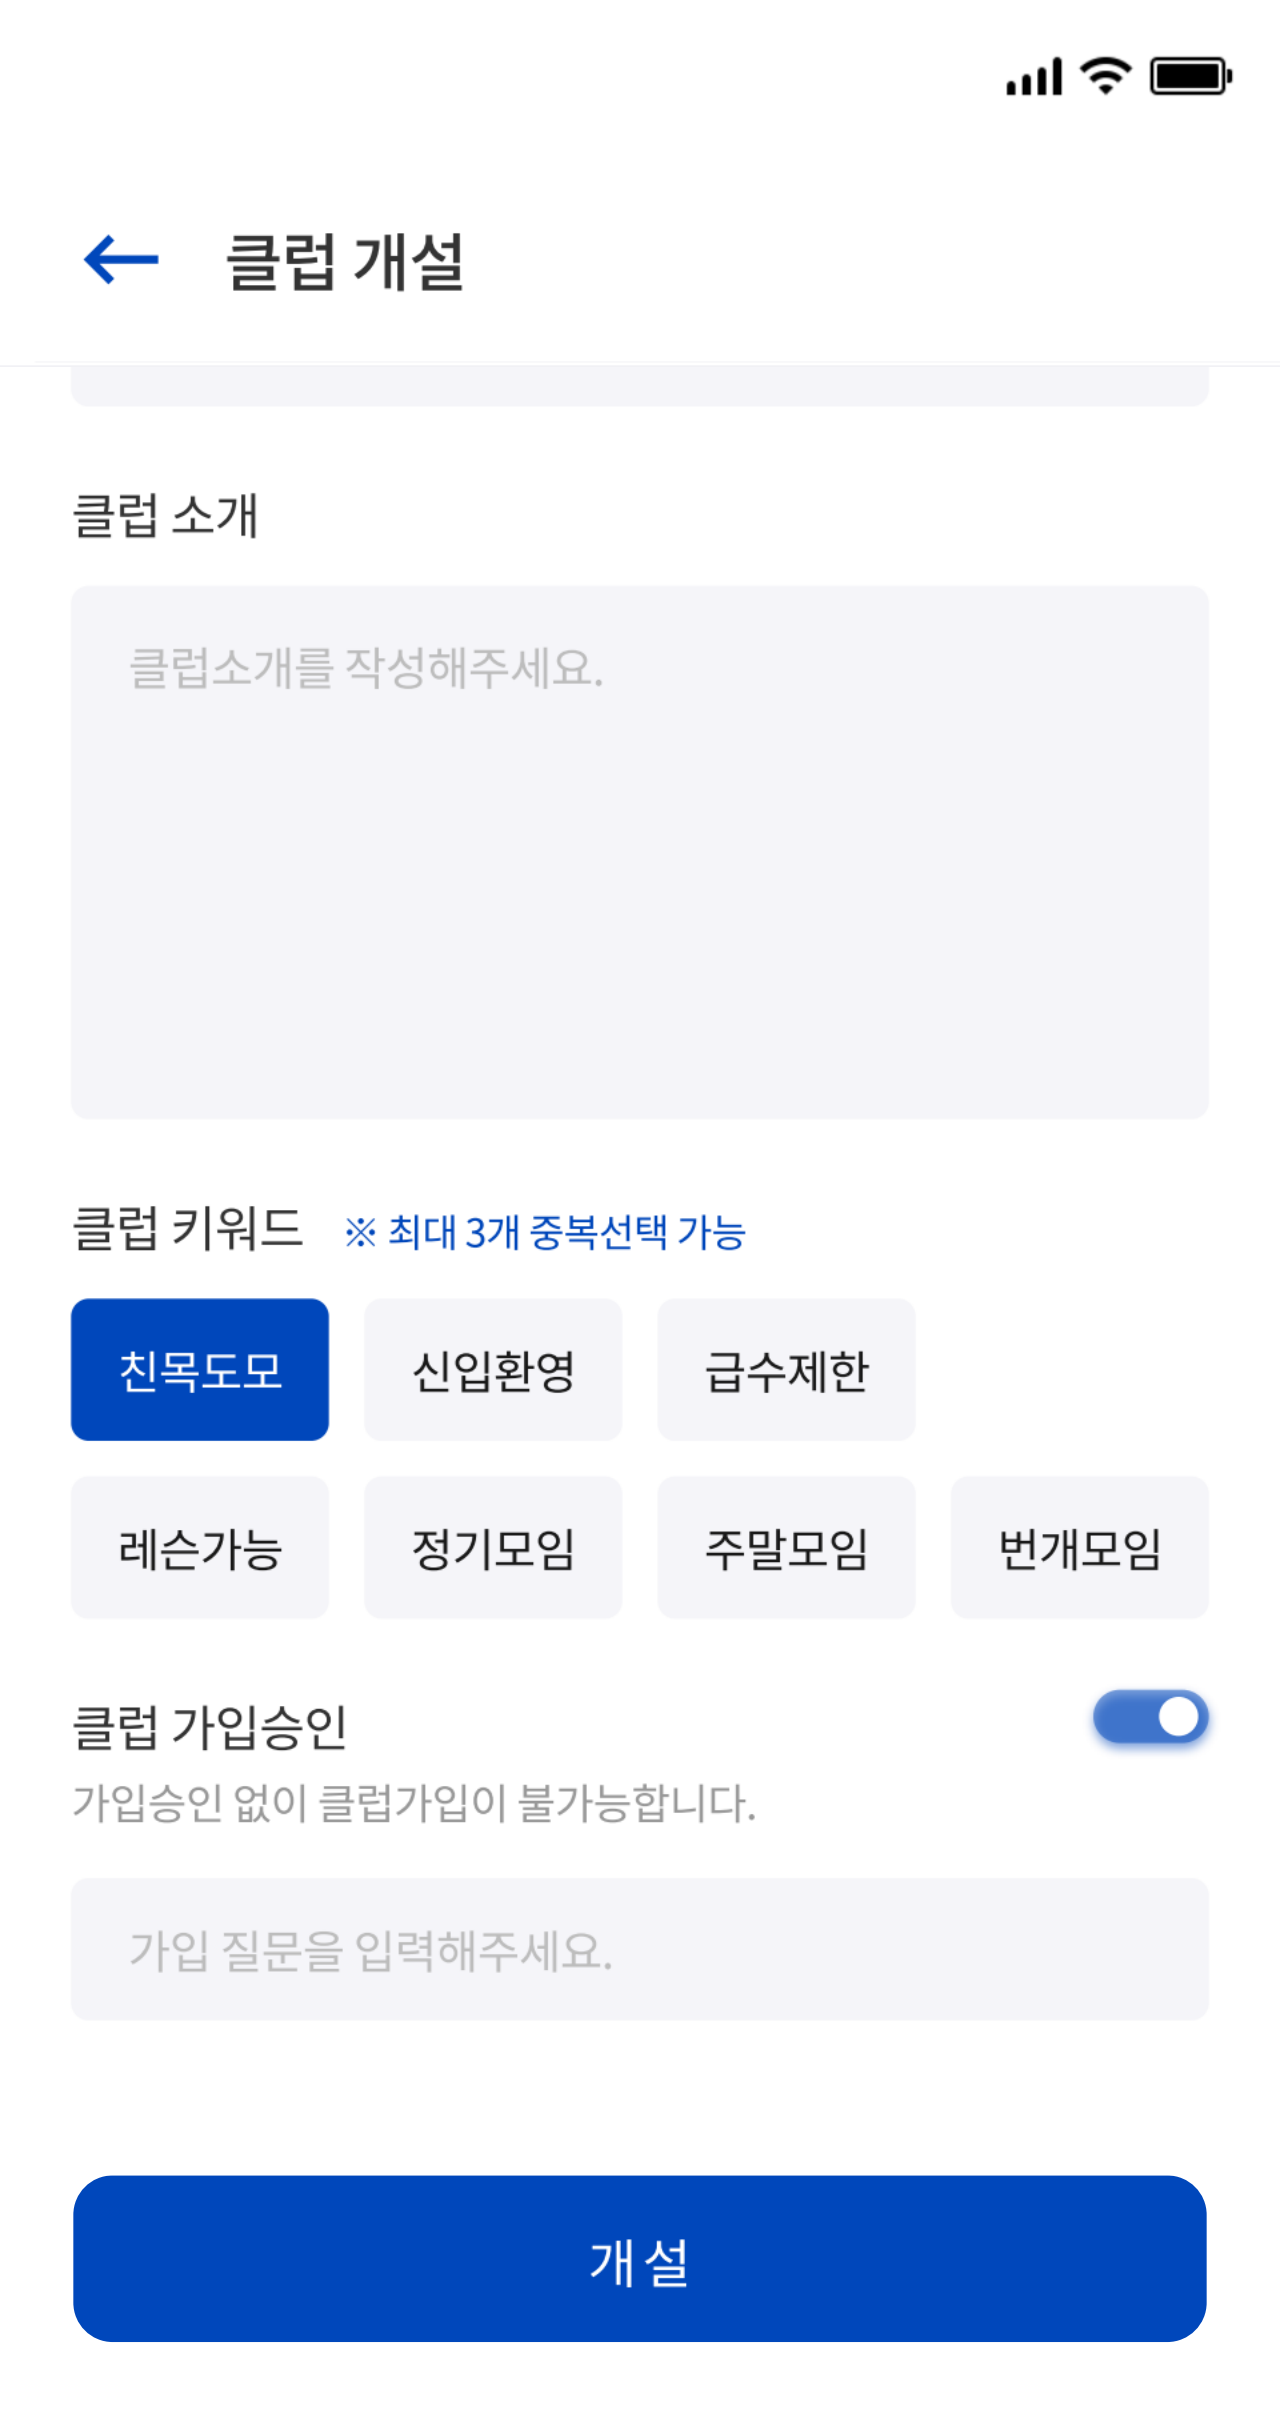 클럽 개설
클럽 소개
클럽소개를 작성해주세요.
클럽 키워드 ※ 최대 3개 중복선택 가능
친목도모 신입환영 급수제한
레슨가능 정기모임 주말모임 번개모임
클럽 가입승인
가입승인 없이 클럽가입이 불가능합니다.
가입 질문을 입력해주세요.
개설